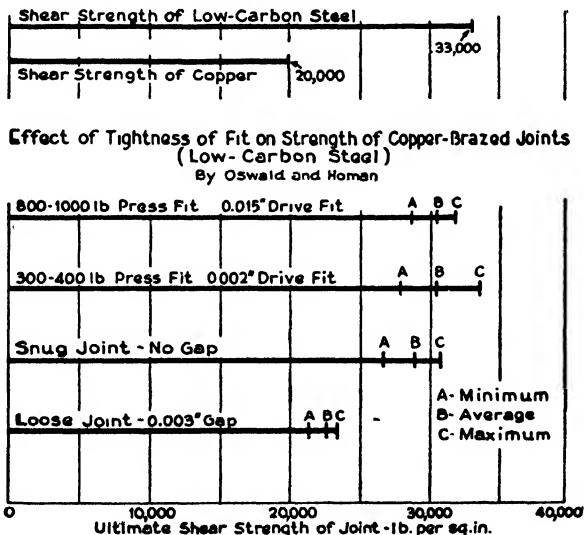 Shear Strength of Low-Carbon Steel
33,000
Shear Strength of Copper
20,000
Effect of Tightness of Fit on Strength of Copper-Brazed Joints
(Low-Carbon Steel)
By Oswald and Homan
800-1000 lb Press Fit 0.015" Drive Fit A B C
300-400 lb Press Fit 0.002" Drive Fit A B C
Snug Joint - No Gap A B C
A- Minimum
Loose Joint - 0.003" Gap A B C
B- Average
C- Maximum
0 10,000 20,000 30,000 40,000
Ultimate Shear Strength of Joint - lb. per sq.in.